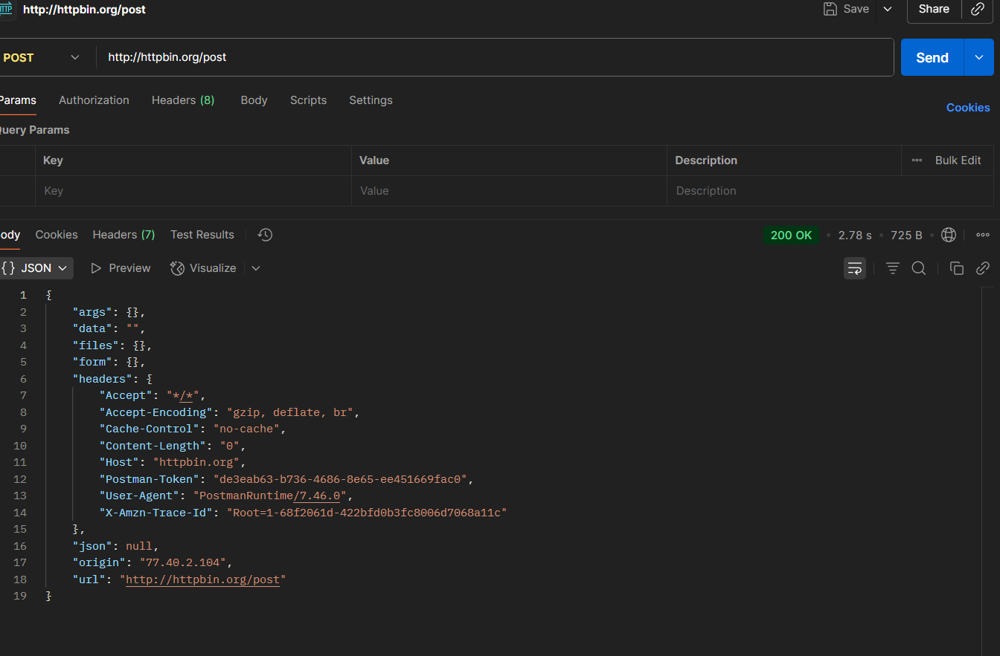 HTTP http://httpbin.org/post Save Share
POST http://httpbin.org/post Send
Params Authorization Headers (8) Body Scripts Settings Cookies
Query Params
Key Value Description Bulk Edit
Key Value Description
ody Cookies Headers (7) Test Results 200 OK • 2.78 s • 725 B •
{} JSON Preview Visualize
1 {
2 "args": {},
3 "data": "",
4 "files": {},
5 "form": {},
6 "headers": {
7 "Accept": "*/*",
8 "Accept-Encoding": "gzip, deflate, br",
9 "Cache-Control": "no-cache",
10 "Content-Length": "0",
11 "Host": "httpbin.org",
12 "Postman-Token": "de3eab63-b736-4686-8e65-ee451669fac0",
13 "User-Agent": "PostmanRuntime/7.46.0",
14 "X-Amzn-Trace-Id": "Root=1-68f2061d-422bfd0b3fc8006d7068a11c"
15 },
16 "json": null,
17 "origin": "77.40.2.104",
18 "url": "http://httpbin.org/post"
19 }